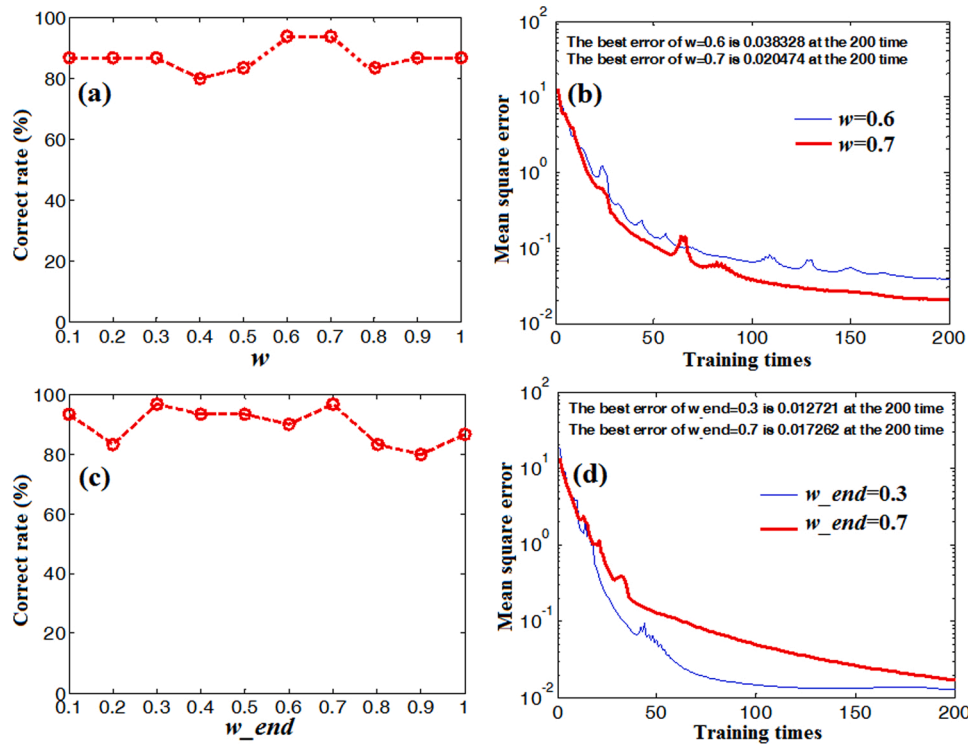 100
80
60
40
20
0
Correct rate (%)
(a)
0.1 0.2 0.3 0.4 0.5 0.6 0.7 0.8 0.9 1
w
10^2
10^1
10^0
10^-1
10^-2
Mean square error
The best error of w=0.6 is 0.038328 at the 200 time
The best error of w=0.7 is 0.020474 at the 200 time
(b)
w=0.6
w=0.7
0 50 100 150 200
Training times
100
80
60
40
20
0
Correct rate (%)
(c)
0.1 0.2 0.3 0.4 0.5 0.6 0.7 0.8 0.9 1
w_end
10^2
10^1
10^0
10^-1
10^-2
Mean square error
The best error of w_end=0.3 is 0.012721 at the 200 time
The best error of w_end=0.7 is 0.017262 at the 200 time
(d)
w_end=0.3
w_end=0.7
0 50 100 150 200
Training times